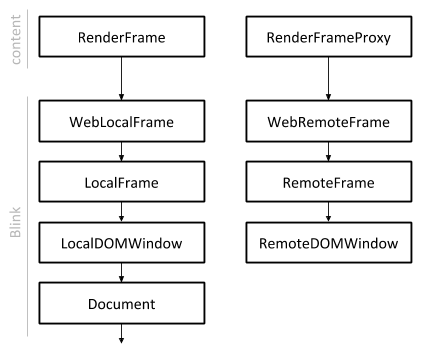 content
RenderFrame
RenderFrameProxy
Blink
WebLocalFrame
WebRemoteFrame
LocalFrame
RemoteFrame
LocalDOMWindow
RemoteDOMWindow
Document